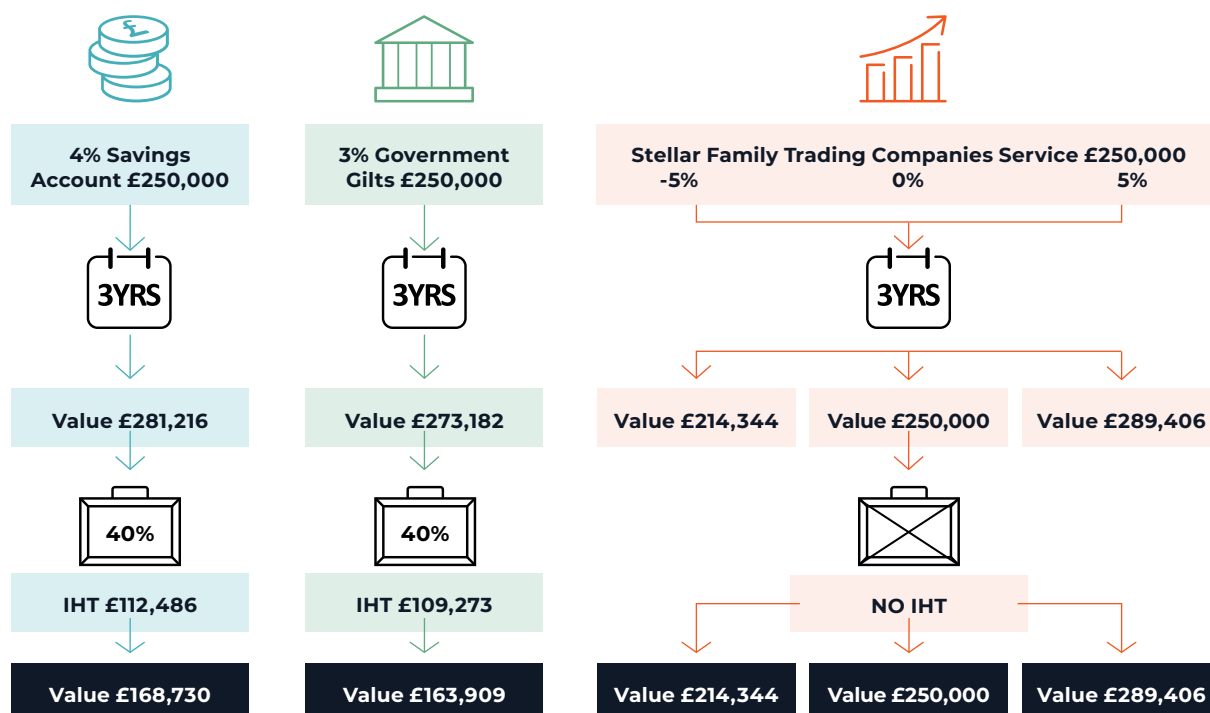 £
4% Savings
Account £250,000
3% Government
Gilts £250,000
Stellar Family Trading Companies Service £250,000
-5% 0% 5%
3YRS
3YRS
3YRS
Value £281,216
Value £273,182
Value £214,344
Value £250,000
Value £289,406
40%
40%
IHT £112,486
IHT £109,273
NO IHT
Value £168,730
Value £163,909
Value £214,344
Value £250,000
Value £289,406